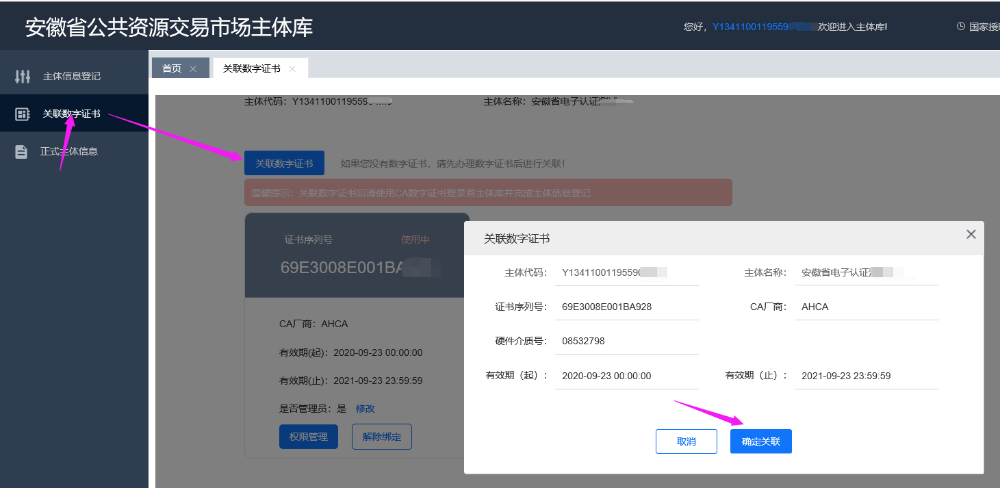 安徽省公共资源交易市场主体库
您好，Y1341100119559 欢迎进入主体库!
国家授
主体信息登记
关联数字证书
正式主体信息
首页
关联数字证书
主体代码：Y1341100119559
主体名称：安徽省电子认证测试
关联数字证书
如果您没有数字证书，请先办理数字证书后进行关联！
温馨提示：关联数字证书后请使用CA数字证书登录省主体库并完成主体信息登记
证书序列号
使用中
69E3008E001BA
CA厂商：AHCA
有效期(起)：2020-09-23 00:00:00
有效期(止)：2021-09-23 23:59:59
是否管理员：是 修改
权限管理
解除绑定
关联数字证书
主体代码： Y1341100119559
主体名称： 安徽省电子认证
证书序列号： 69E3008E001BA928
CA厂商： AHCA
硬件介质号： 08532798
有效期（起）： 2020-09-23 00:00:00
有效期（止）： 2021-09-23 23:59:59
取消
确定关联